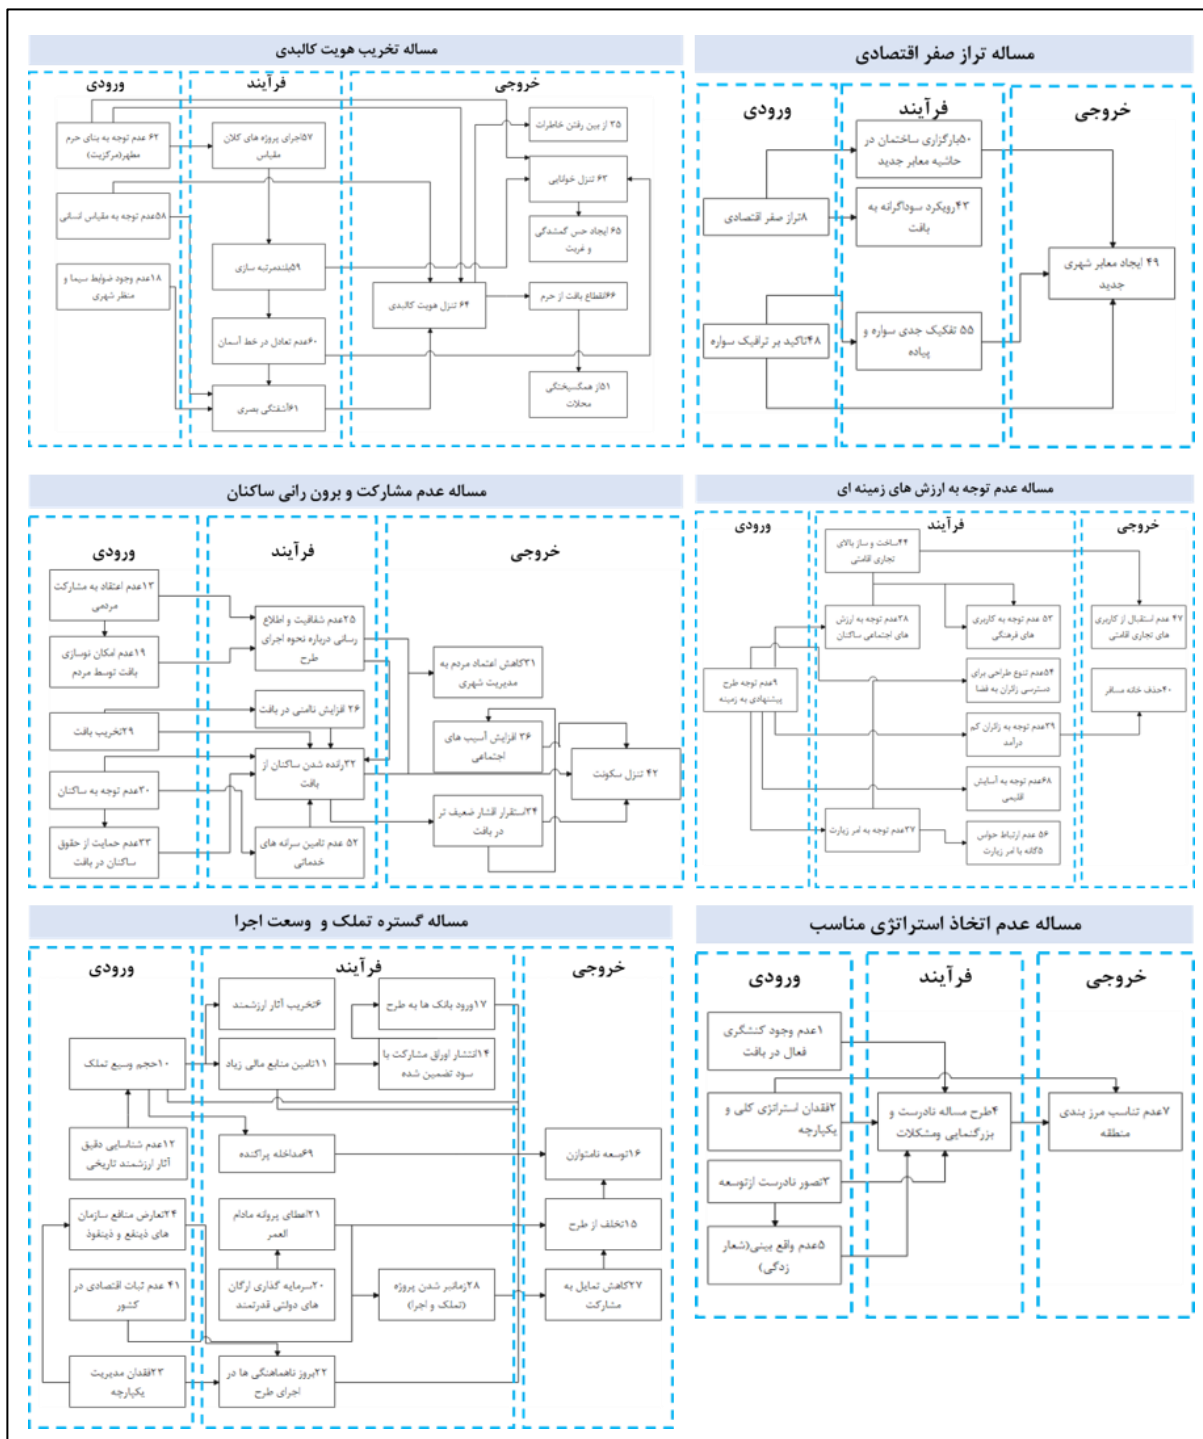 مساله تخریب هویت کالبدی
ورودی
فرآیند
خروجی
۶۲ عدم توجه به بنای حرم
مطهر(مرکزیت)
۵۸عدم توجه به مقیاس انسانی
۱۸عدم وجود ضوابط سیما و
منظر شهری
۵۷اجرای پروژه های کلان
مقیاس
۵۹بلندمرتبه سازی
۶۰عدم تعادل در خط آسمان
۶۱آشفتگی بصری
۶۴ تنزل هویت کالبدی
۳۵ از بین رفتن خاطرات
۶۳ تنزل خوانایی
۶۵ ایجاد حس گمشدگی
و غربت
۶۶انقطاع بافت از حرم
۵۱از همگسیختگی
محلات
مساله تراز صفر اقتصادی
ورودی
فرآیند
خروجی
۸تراز صفر اقتصادی
۴۸تاکید بر ترافیک سواره
۵۰بارگزاری ساختمان در
حاشیه معابر جدید
۴۳رویکرد سوداگرانه به
بافت
۵۵ تفکیک جدی سواره و
پیاده
۴۹ ایجاد معابر شهری
جدید
مساله عدم مشارکت و برون رانی ساکنان
ورودی
فرآیند
خروجی
۱۳عدم اعتقاد به مشارکت
مردمی
۱۹عدم امکان نوسازی
بافت توسط مردم
۲۹تخریب بافت
۳۰عدم توجه به ساکنان
۳۳عدم حمایت از حقوق
ساکنان در بافت
۲۵عدم شفافیت و اطلاع
رسانی درباره نحوه اجرای
طرح
۲۶ افزایش ناامنی در بافت
۳۲رانده شدن ساکنان از
بافت
۵۲ عدم تامین سرانه های
خدماتی
۳۱کاهش اعتماد مردم به
مدیریت شهری
۳۶ افزایش آسیب های
اجتماعی
۳۴استقرار اقشار ضعیف تر
در بافت
۴۲ تنزل سکونت
مساله عدم توجه به ارزش های زمینه ای
ورودی
فرآیند
خروجی
۹عدم توجه طرح
پیشنهادی به زمینه
۴۴ساخت و ساز بالای
تجاری اقامتی
۳۸عدم توجه به ارزش
های اجتماعی ساکنان
۳۷عدم توجه به امر زیارت
۵۳ عدم توجه به کاربری
های فرهنگی
۵۴عدم تنوع طراحی برای
دسترسی زائران به فضا
۳۹عدم توجه به زائران کم
درآمد
۶۸عدم توجه به آسایش
اقلیمی
۵۶ عدم ارتباط حواس
۵گانه با امر زیارت
۴۷ عدم استقبال از کاربری
های تجاری اقامتی
۴۰حذف خانه مسافر
مساله گستره تملک و وسعت اجرا
ورودی
فرآیند
خروجی
۱۰حجم وسیع تملک
۱۲عدم شناسایی دقیق
آثار ارزشمند تاریخی
۲۴تعارض منافع سازمان
های ذینفع و ذینفوذ
۴۱ عدم ثبات اقتصادی در
کشور
۲۳فقدان مدیریت
یکپارچه
۶تخریب آثار ارزشمند
۱۱تامین منابع مالی زیاد
۶۹مداخله پراکنده
۲۱اعطای پروانه مادام
العمر
۲۰سرمایه گذاری ارگان
های دولتی قدرتمند
۲۲بروز ناهماهنگی ها در
اجرای طرح
۱۷ورود بانک ها به طرح
۱۴انتشار اوراق مشارکت با
سود تضمین شده
۲۸زمانبر شدن پروژه
(تملک و اجرا)
۱۶توسعه نامتوازن
۱۵تخلف از طرح
۲۷کاهش تمایل به
مشارکت
مساله عدم اتخاذ استراتژی مناسب
ورودی
فرآیند
خروجی
۱عدم وجود کنشگری
فعال در بافت
۲فقدان استراتژی کلی و
یکپارچه
۳تصور نادرست ازتوسعه
۵عدم واقع بینی(شعار
زدگی)
۴طرح مساله نادرست و
بزرگنمایی ومشکلات
۷عدم تناسب مرز بندی
منطقه